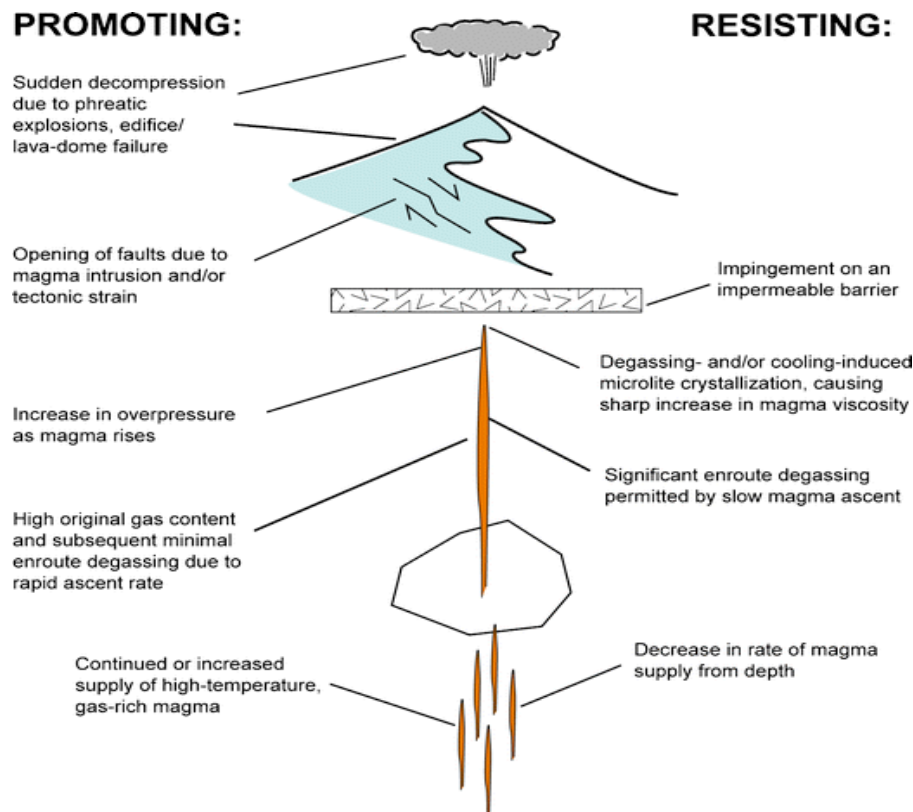 PROMOTING:
RESISTING:
Sudden decompression
due to phreatic
explosions, edifice/
lava-dome failure
Opening of faults due to
magma intrusion and/or
tectonic strain
Impingement on an
impermeable barrier
Degassing- and/or cooling-induced
microlite crystallization, causing
sharp increase in magma viscosity
Increase in overpressure
as magma rises
Significant enroute degassing
permitted by slow magma ascent
High original gas content
and subsequent minimal
enroute degassing due to
rapid ascent rate
Continued or increased
supply of high-temperature,
gas-rich magma
Decrease in rate of magma
supply from depth